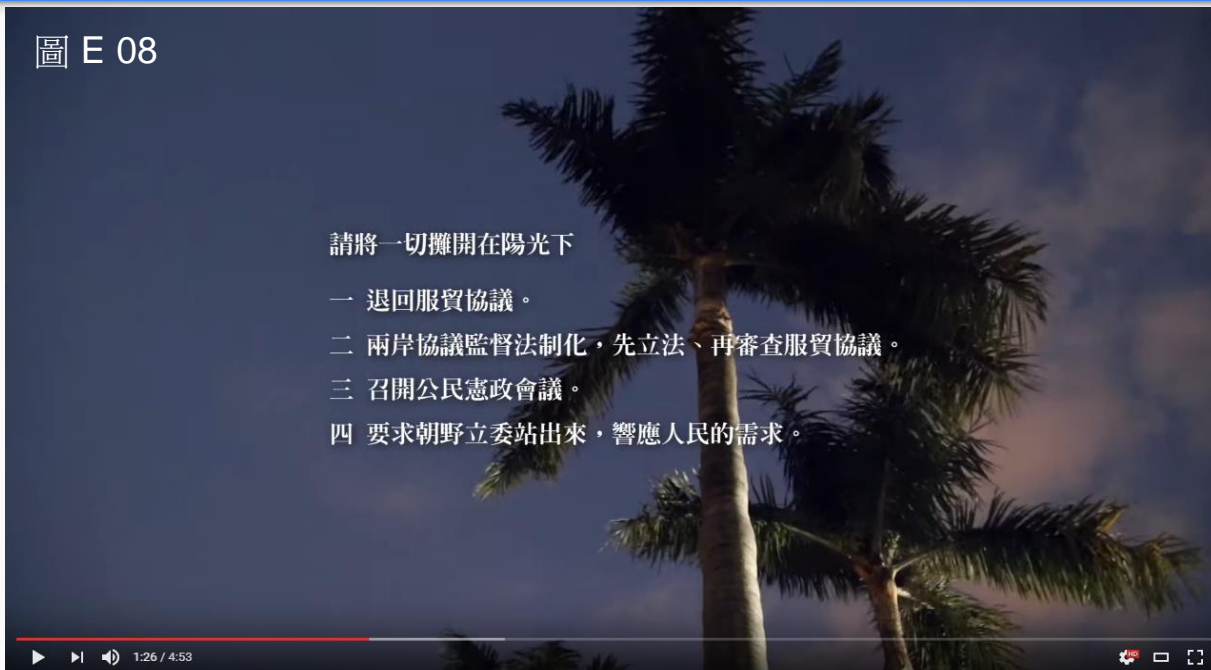 圖 E 08
請將一切攤開在陽光下
一 退回服貿協議。
二 兩岸協議監督法制化，先立法、再審查服貿協議。
三 召開公民憲政會議。
四 要求朝野立委站出來，響應人民的需求。
1:26 / 4:53
HD